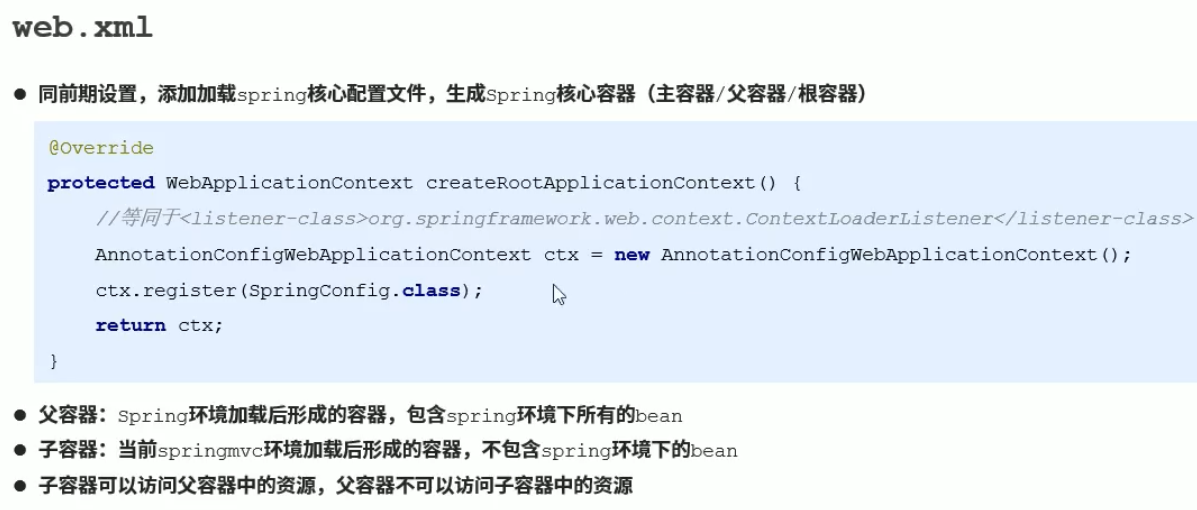 web.xml
● 同前期设置，添加加载spring核心配置文件，生成Spring核心容器（主容器/父容器/根容器）
@Override
protected WebApplicationContext createRootApplicationContext() {
//等同于<listener-class>org.springframework.web.context.ContextLoaderListener</listener-class>
AnnotationConfigWebApplicationContext ctx = new AnnotationConfigWebApplicationContext();
ctx.register(SpringConfig.class);
return ctx;
}
● 父容器：Spring环境加载后形成的容器，包含spring环境下所有的bean
● 子容器：当前springmvc环境加载后形成的容器，不包含spring环境下的bean
● 子容器可以访问父容器中的资源，父容器不可以访问子容器中的资源